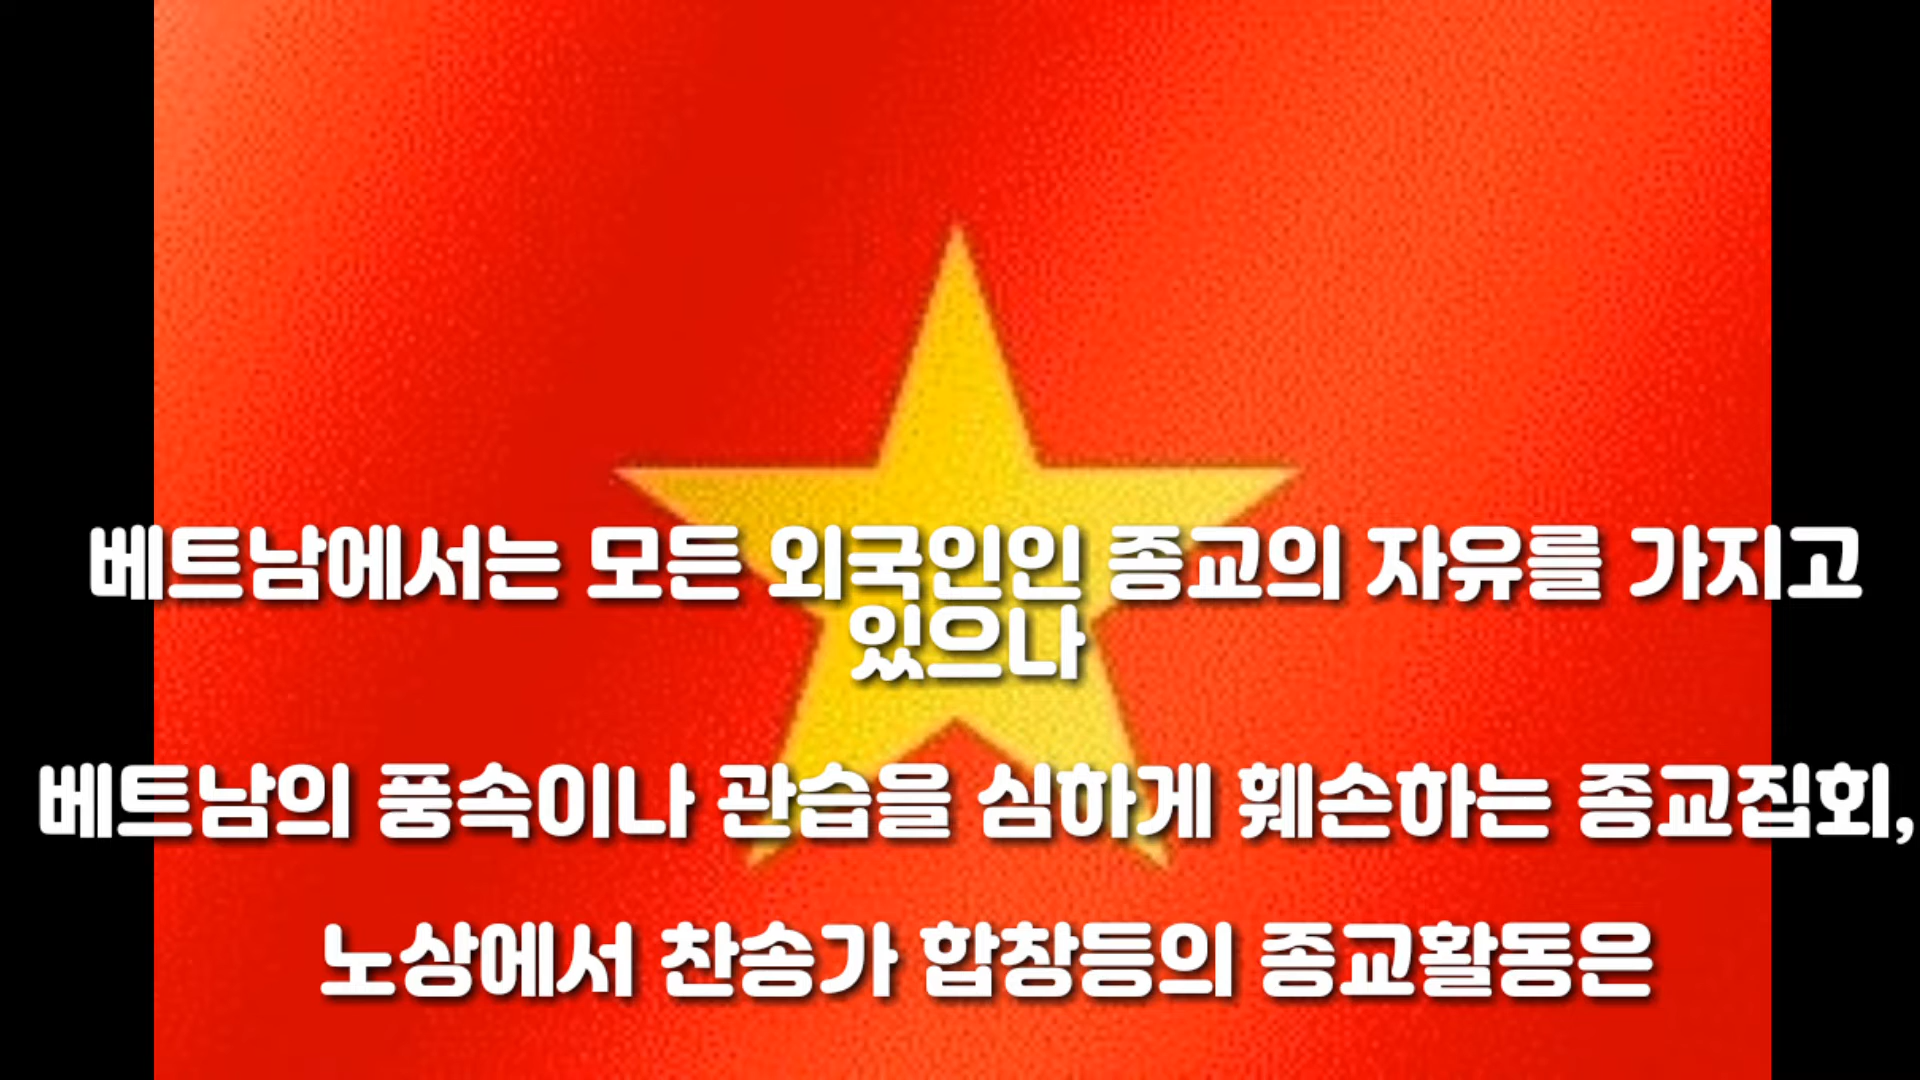 베트남에서는 모든 외국인인 종교의 자유를 가지고
있으나
베트남의 풍속이나 관습을 심하게 훼손하는 종교집회,
노상에서 찬송가 합창등의 종교활동은